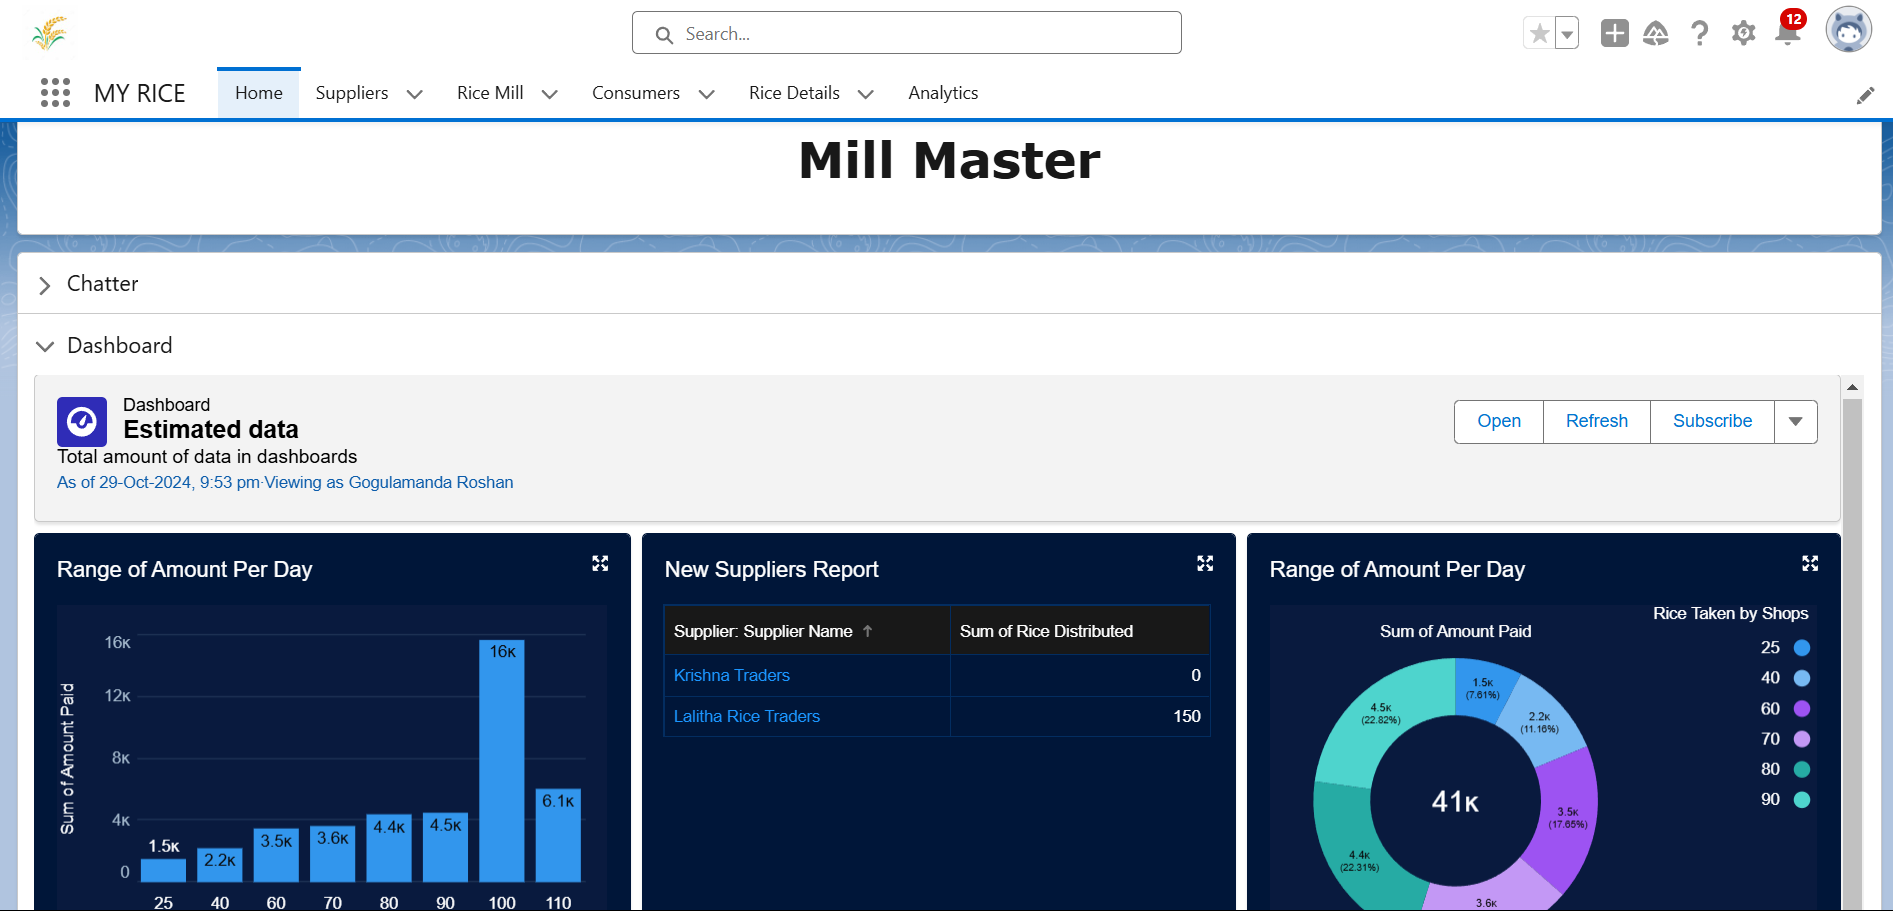 Search...
12
MY RICE
Home
Suppliers
Rice Mill
Consumers
Rice Details
Analytics
Mill Master
Chatter
Dashboard
Dashboard
Estimated data
Total amount of data in dashboards
As of 29-Oct-2024, 9:53 pm·Viewing as Gogulamanda Roshan
Open
Refresh
Subscribe
Range of Amount Per Day
Sum of Amount Paid
16K
12K
8K
4K
0
1.5K
2.2K
3.5K
3.6K
4.4K
4.5K
16K
6.1K
25 40 60 70 80 90 100 110
New Suppliers Report
Supplier: Supplier Name ↑ Sum of Rice Distributed
Krishna Traders 0
Lalitha Rice Traders 150
Range of Amount Per Day
Rice Taken by Shops
25
40
60
70
80
90
Sum of Amount Paid
1.5K
(7.61%)
2.2K
(11.16%)
3.5K
(17.65%)
3.6K
4.4K
(22.31%)
4.5K
(22.82%)
41K